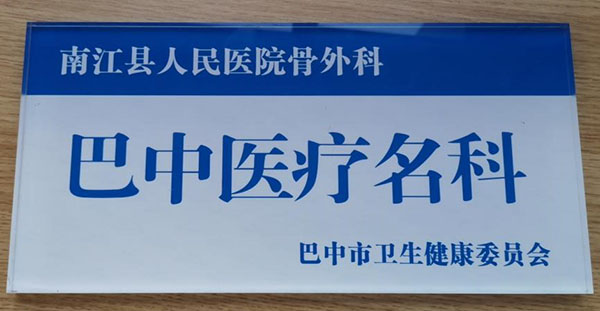 南江县人民医院骨外科
巴中医疗名科
巴中市卫生健康委员会